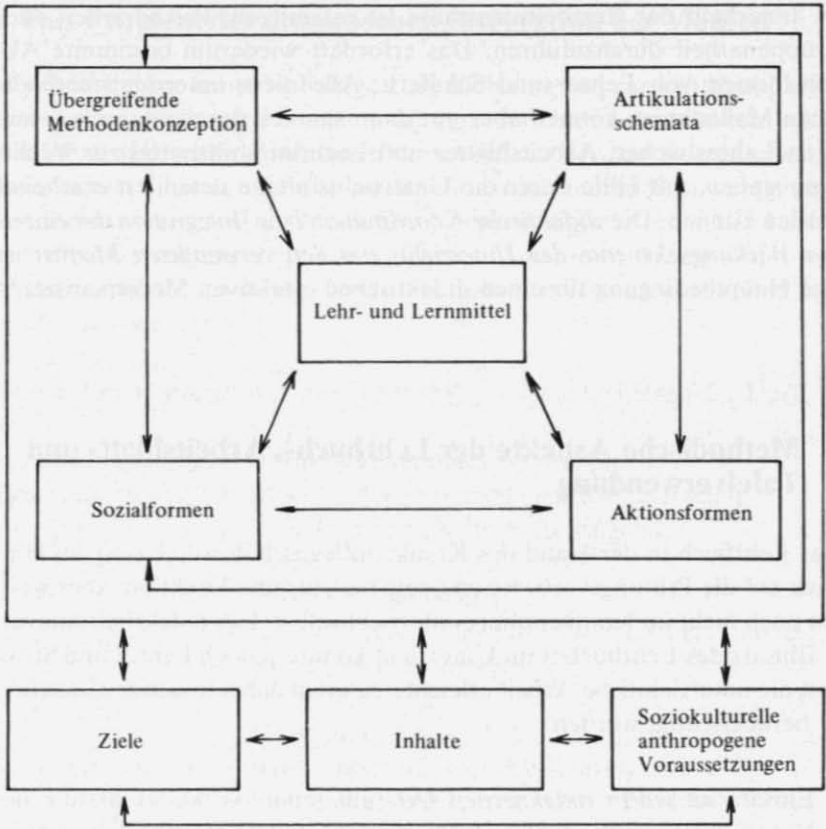 Übergreifende
Methodenkonzeption
Artikulations-
schemata
Lehr- und Lernmittel
Sozialformen
Aktionsformen
Ziele
Inhalte
Soziokulturelle
anthropogene
Voraussetzungen